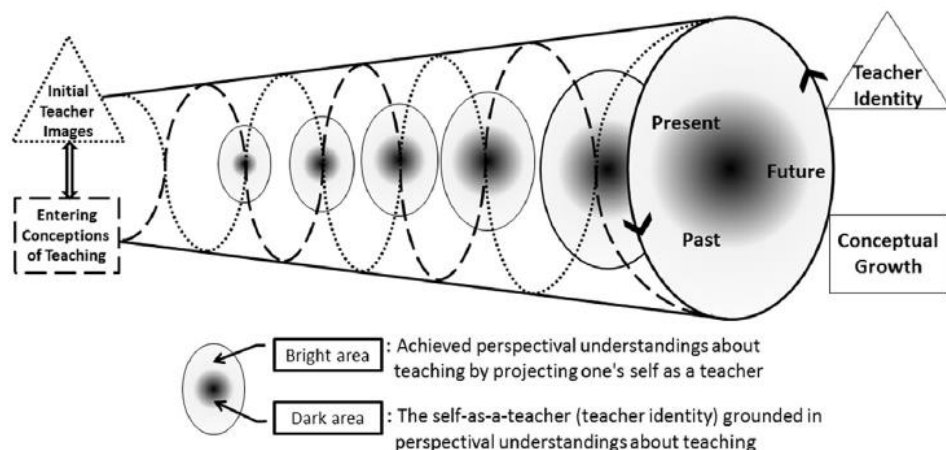 Initial
Teacher
Images
Entering
Conceptions
of Teaching
Present
Future
Past
Teacher
Identity
Conceptual
Growth
Bright area
: Achieved perspectival understandings about
teaching by projecting one's self as a teacher
Dark area
: The self-as-a-teacher (teacher identity) grounded in
perspectival understandings about teaching